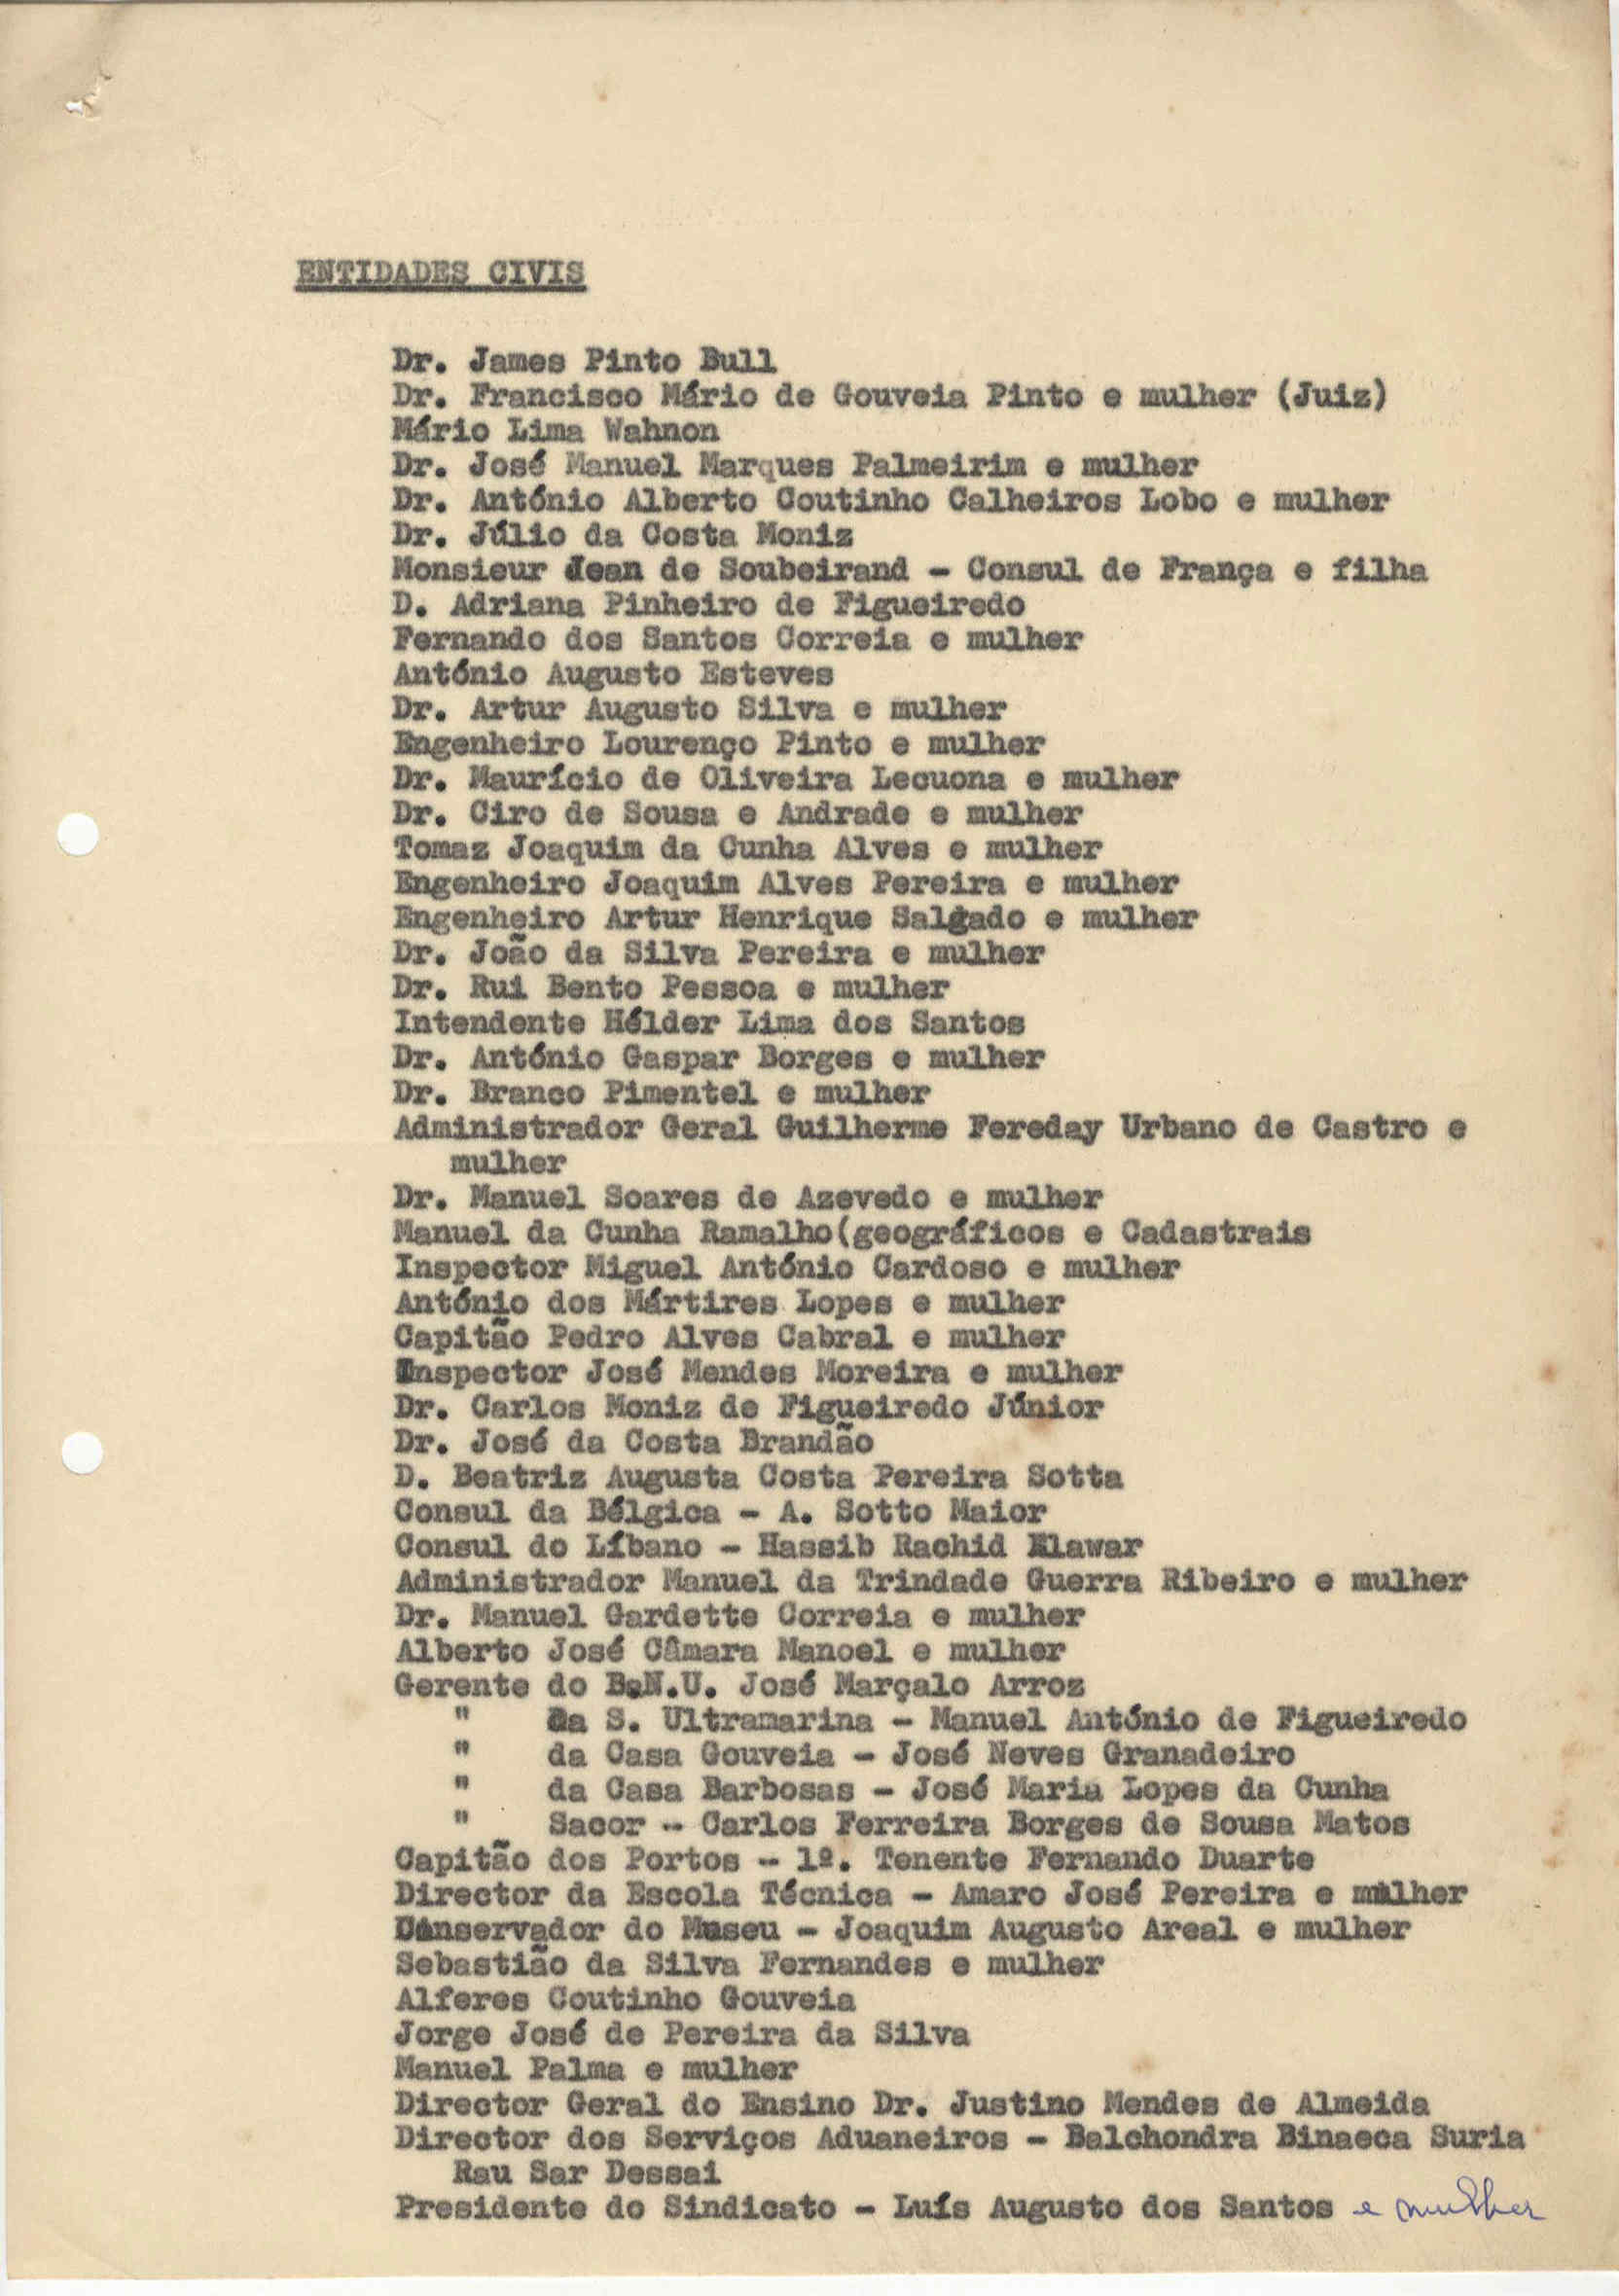 ENTIDADES CIVIS
Dr. James Pinto Bull
Dr. Francisco Mário de Gouveia Pinto e mulher (Juiz)
Mário Lima Wahnon
Dr. José Manuel Marques Palmeirim e mulher
Dr. António Alberto Coutinho Calheiros Lobo e mulher
Dr. Júlio da Costa Moniz
Monsieur Jean de Soubeirand - Consul de França e filha
D. Adriana Pinheiro de Figueiredo
Fernando dos Santos Correia e mulher
António Augusto Esteves
Dr. Artur Augusto Silva e mulher
Engenheiro Lourenço Pinto e mulher
Dr. Maurício de Oliveira Lecuona e mulher
Dr. Ciro de Sousa e Andrade e mulher
Tomaz Joaquim da Cunha Alves e mulher
Engenheiro Joaquim Alves Pereira e mulher
Engenheiro Artur Henrique Salgado e mulher
Dr. João da Silva Pereira e mulher
Dr. Rui Bento Pessoa e mulher
Intendente Hélder Lima dos Santos
Dr. António Gaspar Borges e mulher
Dr. Branco Pimentel e mulher
Administrador Geral Guilherme Fereday Urbano de Castro e
mulher
Dr. Manuel Soares de Azevedo e mulher
Manuel da Cunha Ramalho(geográficos e Cadastrais
Inspector Miguel António Cardoso e mulher
António dos Mártires Lopes e mulher
Capitão Pedro Alves Cabral e mulher
Inspector José Mendes Moreira e mulher
Dr. Carlos Moniz de Figueiredo Júnior
Dr. José da Costa Brandão
D. Beatriz Augusta Costa Pereira Sotta
Consul da Bélgica - A. Sotto Maior
Consul do Líbano - Hassib Rachid Elawar
Administrador Manuel da Trindade Guerra Ribeiro e mulher
Dr. Manuel Gardette Correia e mulher
Alberto José Câmara Manoel e mulher
Gerente do B.N.U. José Marçalo Arroz
" da S. Ultramarina - Manuel António de Figueiredo
" da Casa Gouveia - José Neves Granadeiro
" da Casa Barbosas - José Maria Lopes da Cunha
" Sacor - Carlos Ferreira Borges de Sousa Matos
Capitão dos Portos - 1º. Tenente Fernando Duarte
Director da Escola Técnica - Amaro José Pereira e mulher
Conservador do Museu - Joaquim Augusto Areal e mulher
Sebastião da Silva Fernandes e mulher
Alferes Coutinho Gouveia
Jorge José de Pereira da Silva
Manuel Palma e mulher
Director Geral do Ensino Dr. Justino Mendes de Almeida
Director dos Serviços Aduaneiros - Balchondra Binaeca Suria
Rau Sar Dessai
Presidente do Sindicato - Luís Augusto dos Santos e mulher